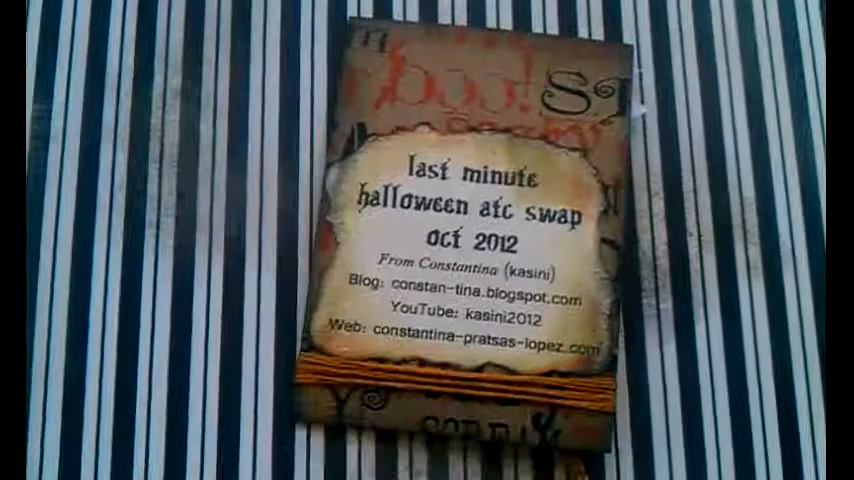 boo!
last minute
halloween atc swap
oct 2012
From Constantina (kasini)
Blog: constan-tina.blogspot.com
YouTube: kasini2012
Web: constantina-pratsas-lopez.com